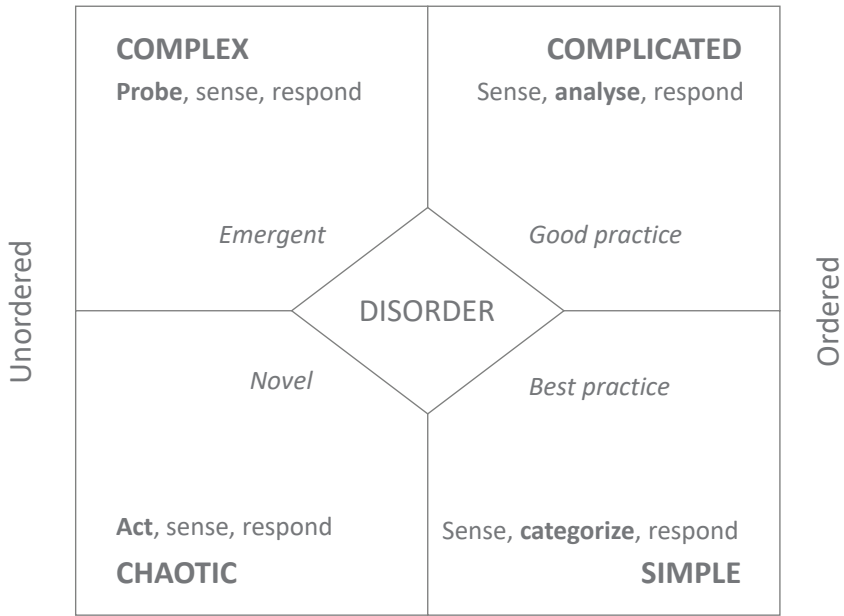 COMPLEX
Probe, sense, respond
Emergent
COMPLICATED
Sense, analyse, respond
Good practice
Unordered
DISORDER
Ordered
Novel
Act, sense, respond
CHAOTIC
Best practice
Sense, categorize, respond
SIMPLE